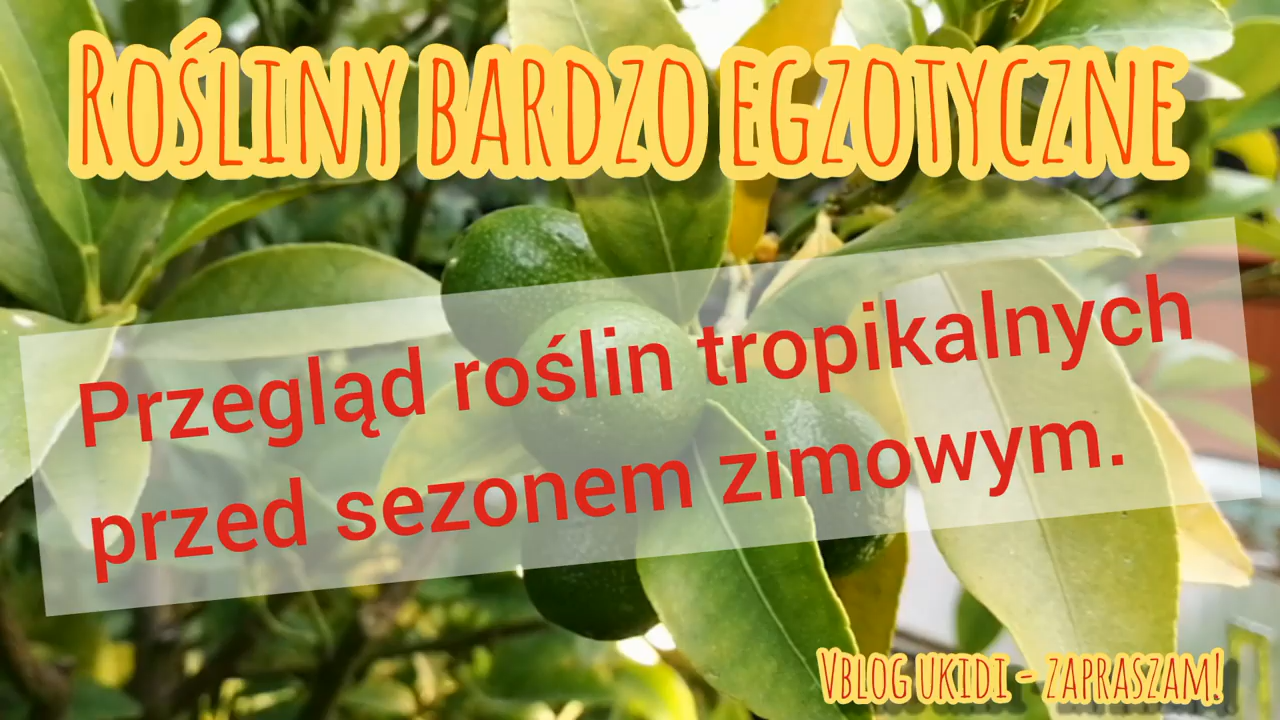 Rośliny bardzo egzotyczne
Przegląd roślin tropikalnych
przed sezonem zimowym.
Vblog ukidi - zapraszam!